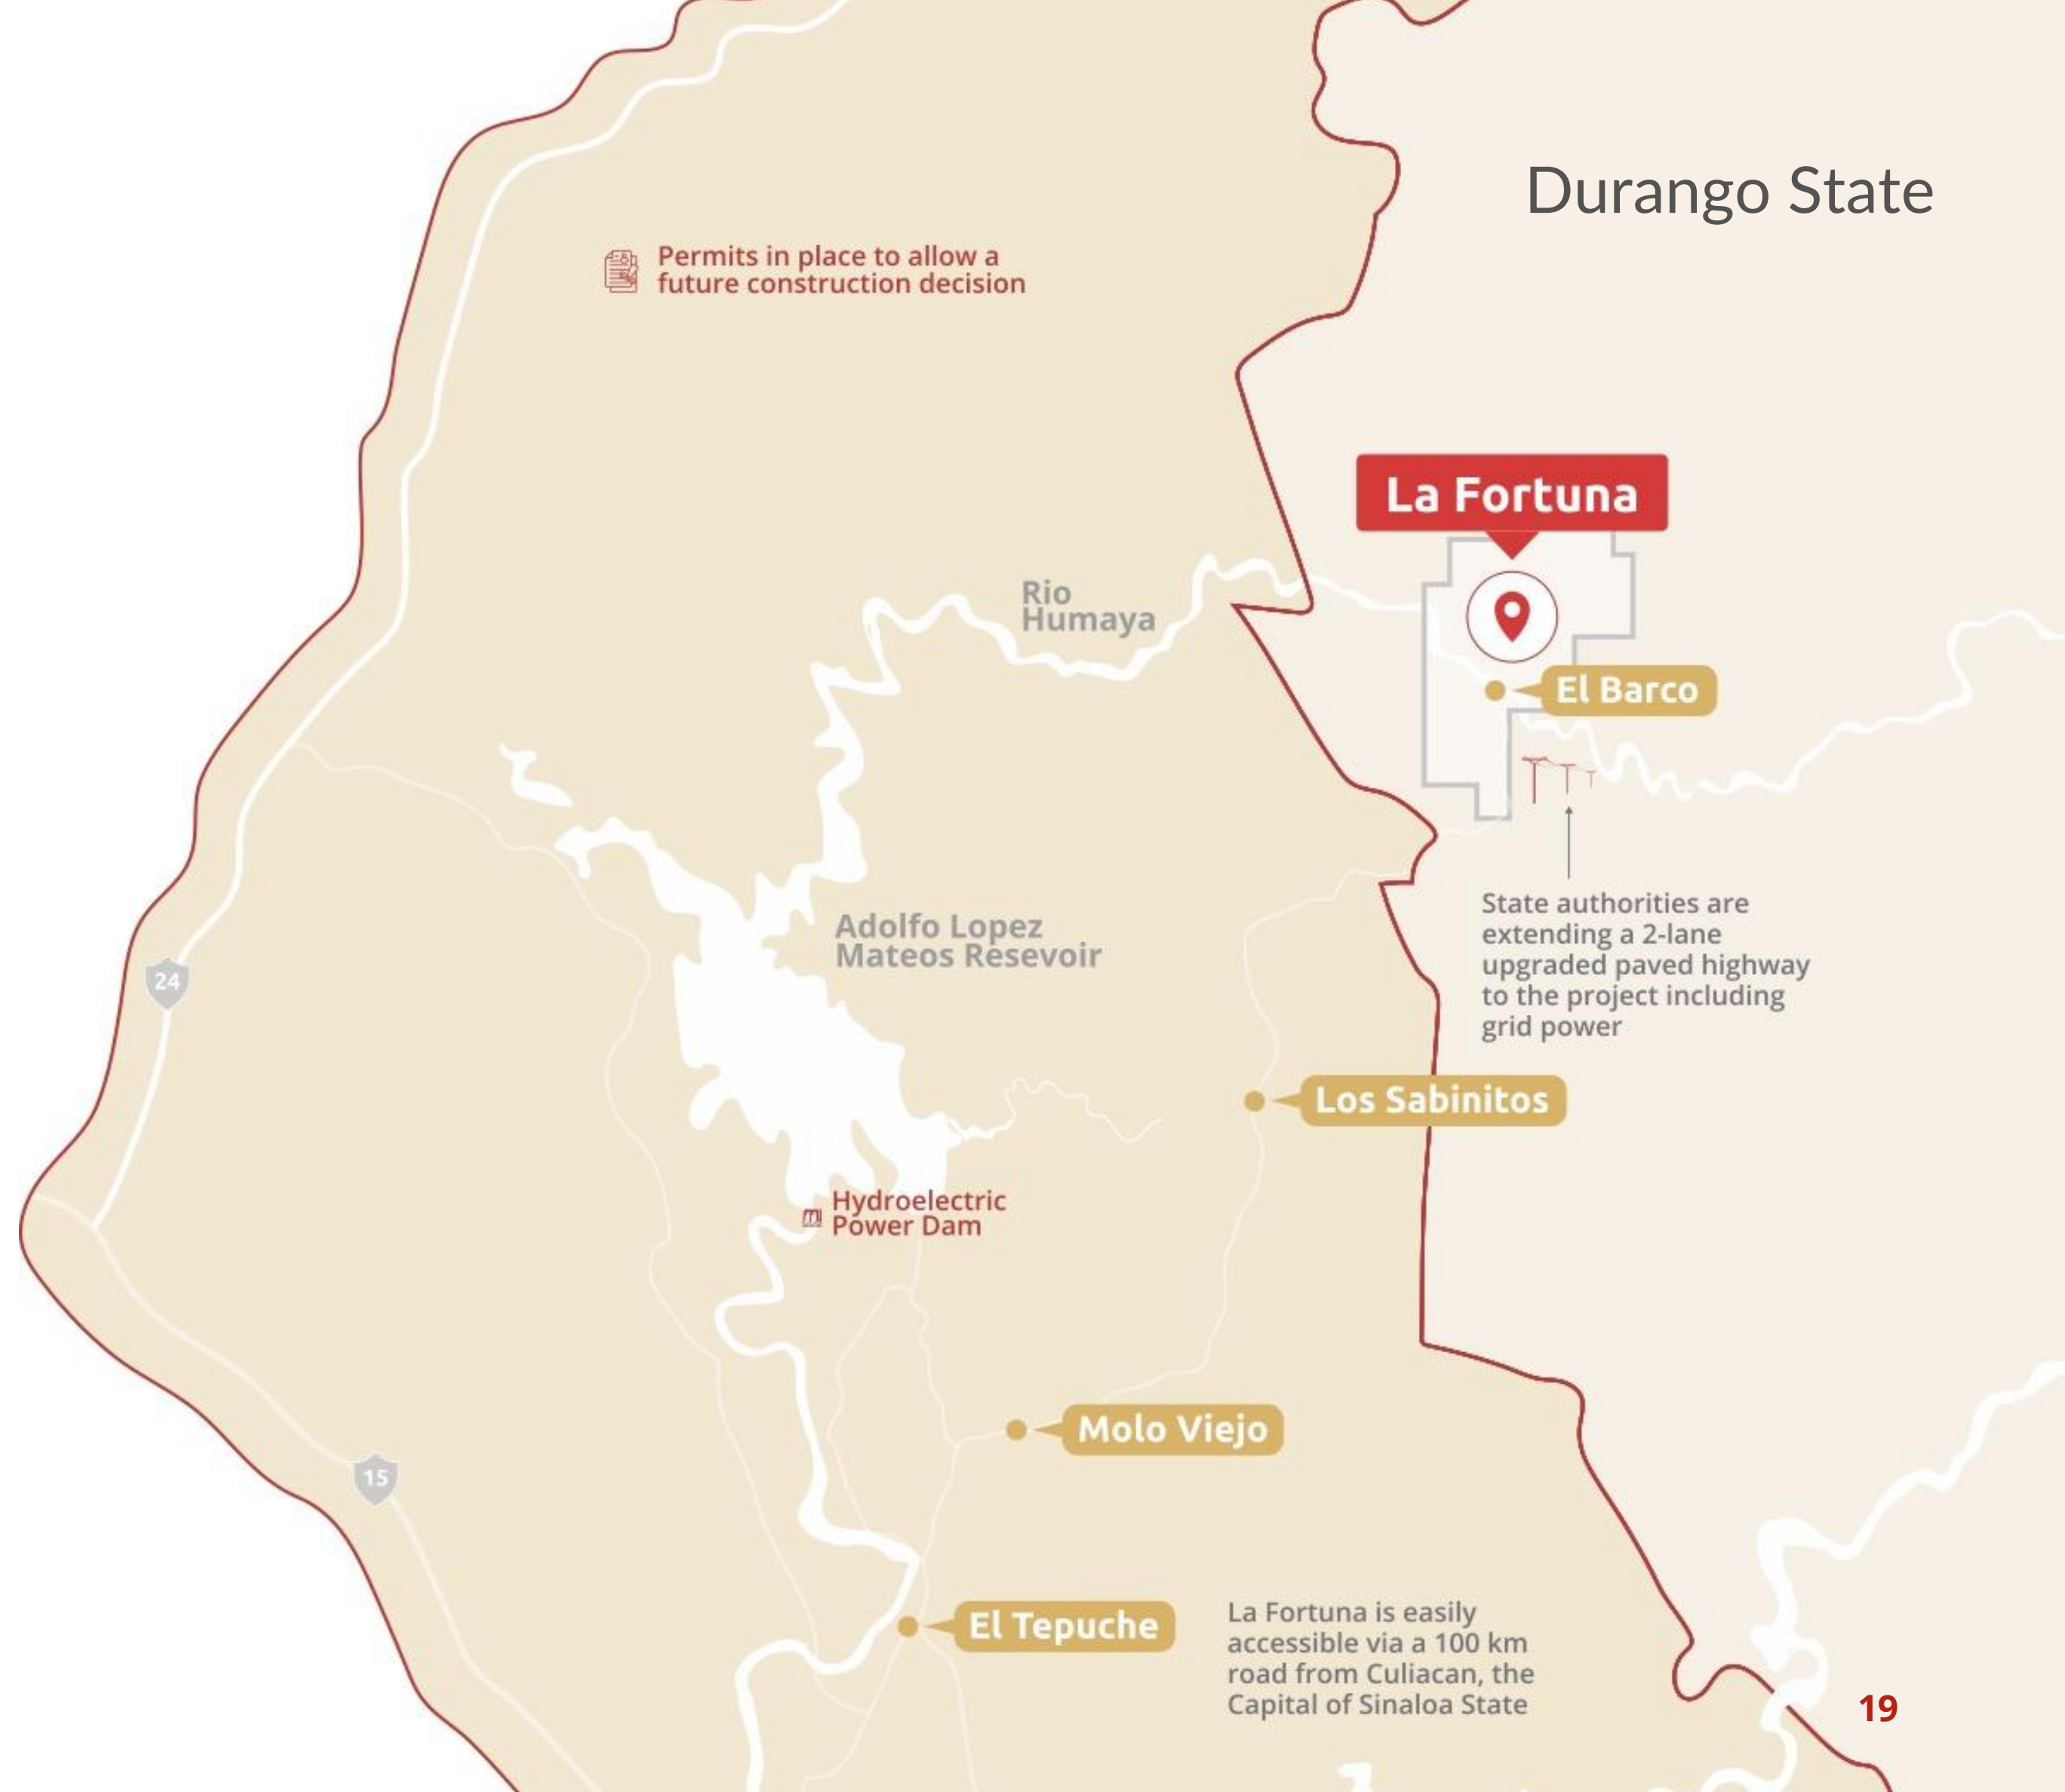 Durango State
Permits in place to allow a
future construction decision
La Fortuna
Rio
Humaya
El Barco
Adolfo Lopez
Mateos Resevoir
State authorities are
extending a 2-lane
upgraded paved highway
to the project including
grid power
24
Los Sabinitos
Hydroelectric
Power Dam
Molo Viejo
15
El Tepuche
La Fortuna is easily
accessible via a 100 km
road from Culiacan, the
Capital of Sinaloa State
19